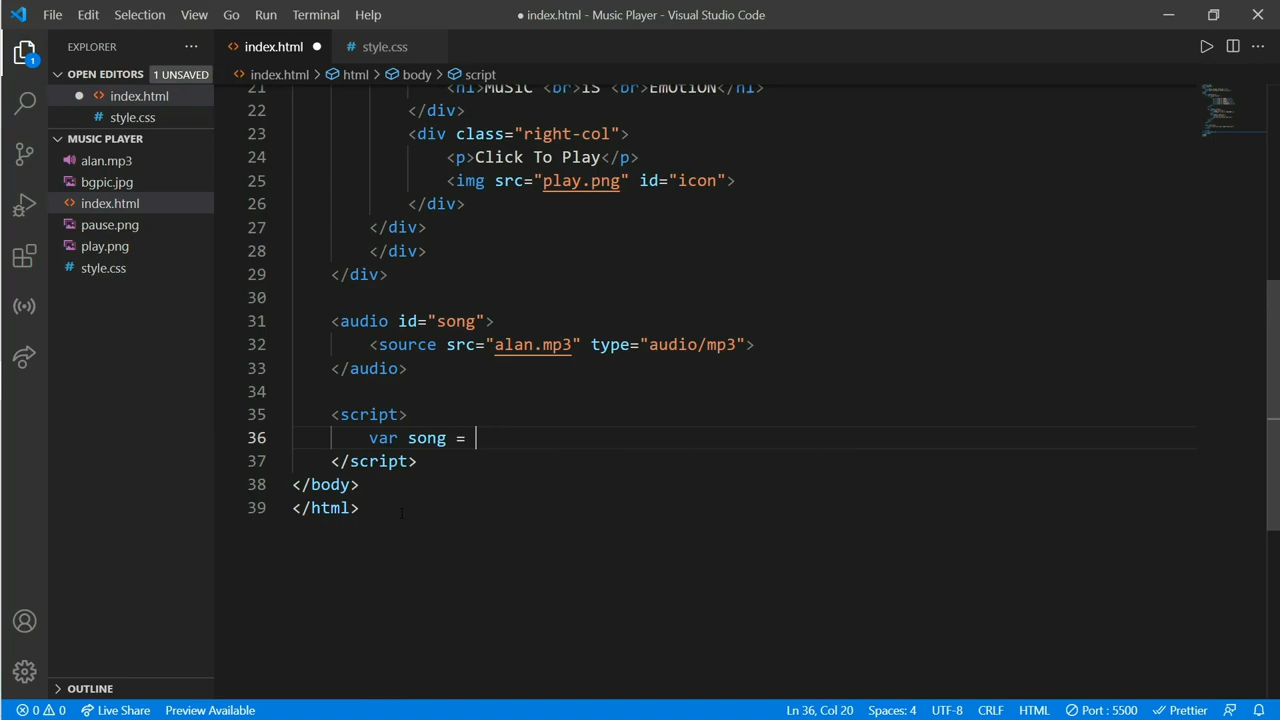 File Edit Selection View Go Run Terminal Help
● index.html - Music Player - Visual Studio Code
EXPLORER
index.html
style.css
OPEN EDITORS 1 UNSAVED
index.html > html > body > script
index.html
style.css
MUSIC PLAYER
alan.mp3
bgpic.jpg
index.html
pause.png
play.png
style.css
OUTLINE
1
21 <h1>MuSiC <br>iS <br>EmOtiON</h1>
22 </div>
23 <div class="right-col">
24 <p>Click To Play</p>
25 <img src="play.png" id="icon">
26 </div>
27 </div>
28 </div>
29 </div>
30
31 <audio id="song">
32 <source src="alan.mp3" type="audio/mp3">
33 </audio>
34
35 <script>
36 var song =
37 </script>
38 </body>
39 </html>
0 0 Live Share Preview Available Ln 36, Col 20 Spaces: 4 UTF-8 CRLF HTML Port : 5500 Prettier